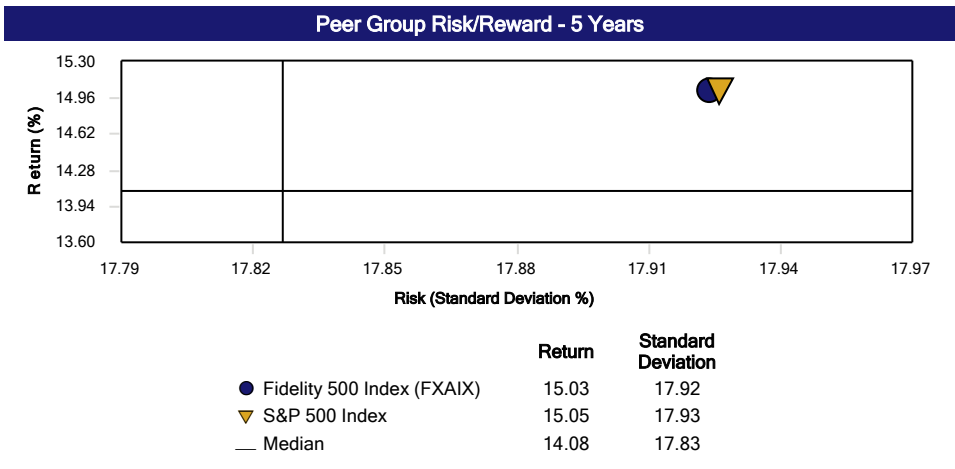 Peer Group Risk/Reward - 5 Years
15.30
14.96
14.62
14.28
13.94
13.60
Return (%)
17.79 17.82 17.85 17.88 17.91 17.94 17.97
Risk (Standard Deviation %)
Return Standard Deviation
Fidelity 500 Index (FXAIX) 15.03 17.92
S&P 500 Index 15.05 17.93
Median 14.08 17.83